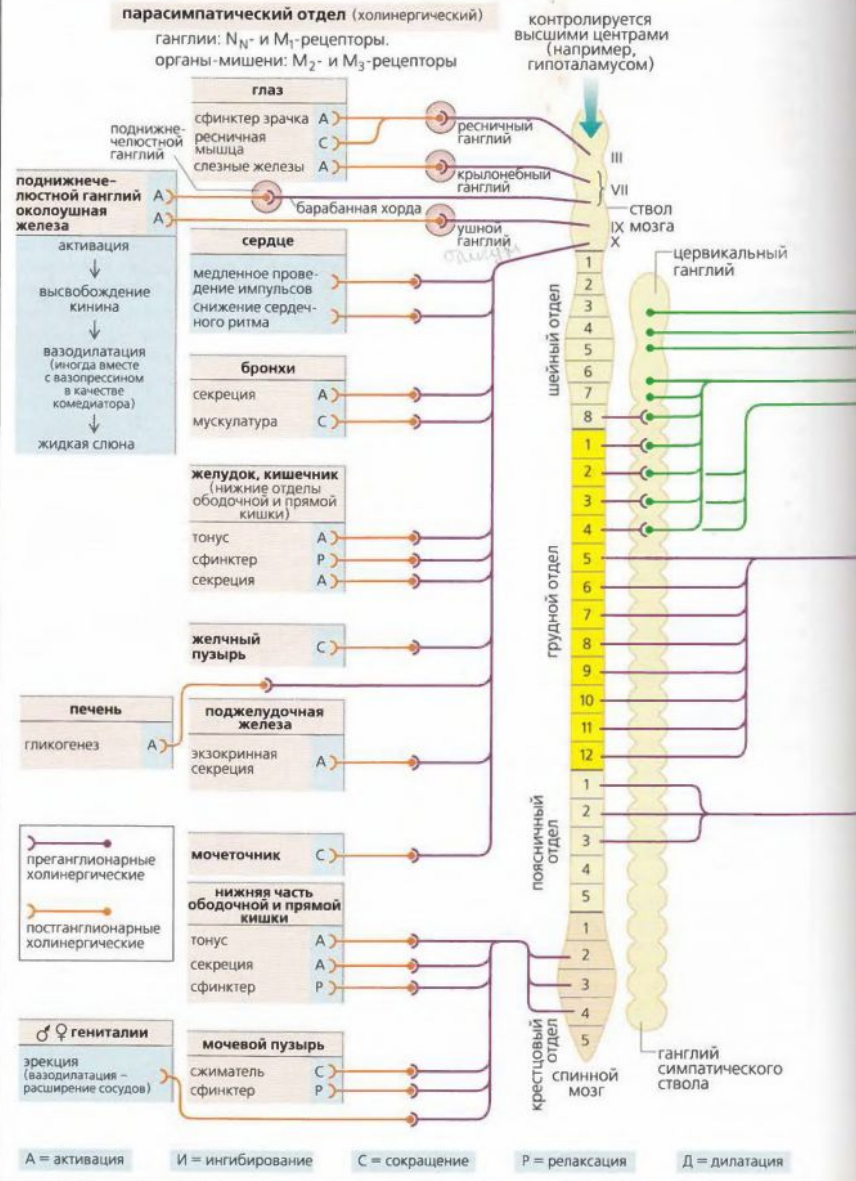 парасимпатический отдел (холинергический)
ганглии: N_N- и M₁-рецепторы.
органы-мишени: M₂- и M₃-рецепторы
контролируется
высшими центрами
(например,
гипоталамусом)
глаз
сфинктер зрачка А
ресничная
мышца С
слезные железы А
ресничный
ганглий
крылонебный
ганглий
поднижне-
челюстной
ганглий
барабанная хорда
ушной
ганглий
III
VII
IX
X
ствол
мозга
поднижнече-
люстной ганглий А
околоушная
железа А
активация
высвобождение
кинина
вазодилатация
(иногда вместе
с вазопрессином
в качестве
комедиатора)
жидкая слюна
сердце
медленное прове-
дение импульсов
снижение сердеч-
ного ритма
бронхи
секреция А
мускулатура С
желудок, кишечник
(нижние отделы
ободочной и прямой
кишки)
тонус А
сфинктер Р
секреция А
желчный
пузырь С
печень
гликогенез А
поджелудочная
железа
экзокринная
секреция А
мочеточник С
нижняя часть
ободочной и прямой
кишки
тонус А
секреция А
сфинктер Р
преганглионарные
холинергические
постганглионарные
холинергические
♂ ♀ гениталии
эрекция
(вазодилатация –
расширение сосудов)
мочевой пузырь
сжиматель С
сфинктер Р
цервикальный
ганглий
шейный отдел
1
2
3
4
5
6
7
8
грудной отдел
1
2
3
4
5
6
7
8
9
10
11
12
поясничный
отдел
1
2
3
4
5
крестцовый
отдел
1
2
3
4
5
спинной
мозг
ганглий
симпатического
ствола
А = активация
И = ингибирование
С = сокращение
Р = релаксация
Д = дилатация